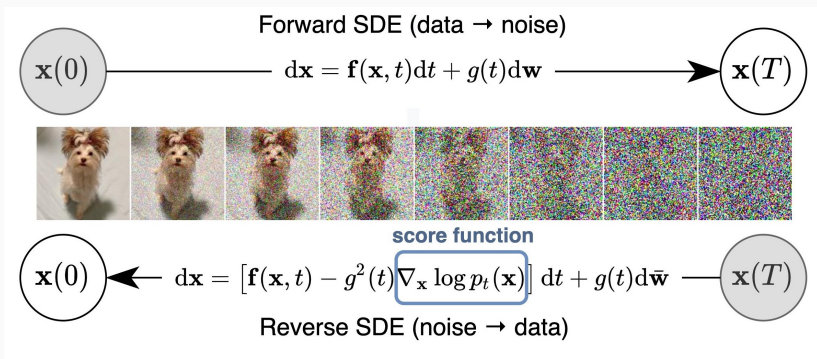 Forward SDE (data → noise)
x(0) dx = f(x, t)dt + g(t)dw x(T)
score function
x(0) dx = [f(x, t) − g²(t)∇ₓ log pₜ(x)] dt + g(t)dw̄ x(T)
Reverse SDE (noise → data)